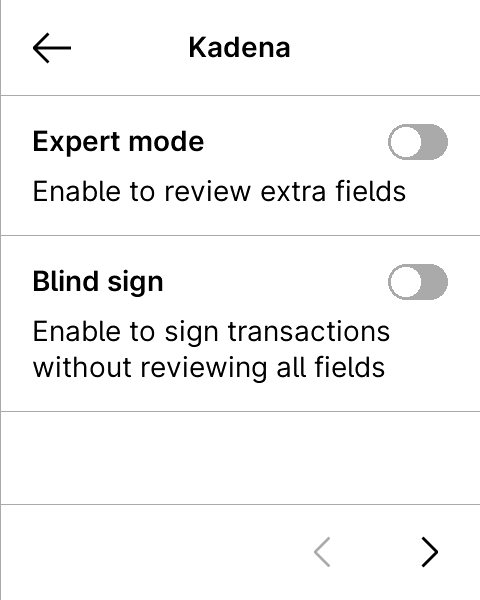 Kadena
Expert mode
Enable to review extra fields
Blind sign
Enable to sign transactions
without reviewing all fields